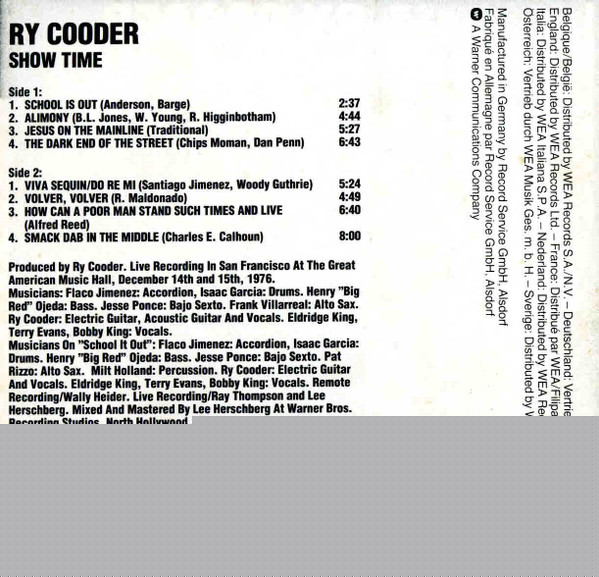 RY COODER
SHOW TIME
Side 1:
1. SCHOOL IS OUT (Anderson, Barge) 2:37
2. ALIMONY (B.L. Jones, W. Young, R. Higginbotham) 4:44
3. JESUS ON THE MAINLINE (Traditional) 5:27
4. THE DARK END OF THE STREET (Chips Moman, Dan Penn) 6:43
Side 2:
1. VIVA SEQUIN/DO RE MI (Santiago Jimenez, Woody Guthrie) 5:24
2. VOLVER, VOLVER (R. Maldonado) 4:49
3. HOW CAN A POOR MAN STAND SUCH TIMES AND LIVE 6:40
(Alfred Reed)
4. SMACK DAB IN THE MIDDLE (Charles E. Calhoun) 8:00
Produced by Ry Cooder. Live Recording In San Francisco At The Great
American Music Hall, December 14th and 15th, 1976.
Musicians: Flaco Jimenez: Accordion, Isaac Garcia: Drums. Henry "Big
Red" Ojeda: Bass. Jesse Ponce: Bajo Sexto. Frank Villarreal: Alto Sax.
Ry Cooder: Electric Guitar, Acoustic Guitar And Vocals. Eldridge King,
Terry Evans, Bobby King: Vocals.
Musicians On "School It Out": Flaco Jimenez: Accordion, Isaac Garcia:
Drums. Henry "Big Red" Ojeda: Bass. Jesse Ponce: Bajo Sexto. Pat
Rizzo: Alto Sax. Milt Holland: Percussion. Ry Cooder: Electric Guitar
And Vocals. Eldridge King, Terry Evans, Bobby King: Vocals. Remote
Recording/Wally Heider. Live Recording/Ray Thompson and Lee
Herschberg. Mixed And Mastered By Lee Herschberg At Warner Bros.
Recording Studios, North Hollywood
Belgique/België: Distributed by WEA Records S.A./N.V. – Deutschland: Vertrie
England: Distributed by WEA Records Ltd. – France: Distribué par WEA/Filipa
Italia: Distributed by WEA Italiana S.P.A. – Nederland: Distributed by WEA Rec
Österreich: Vertrieb durch WEA Musik Ges. m. b. H. – Sverige: Distributed by W
Manufactured in Germany by Record Service GmbH, Alsdorf
Fabriqué en Allemagne par Record Service GmbH, Alsdorf
A Warner Communications Company